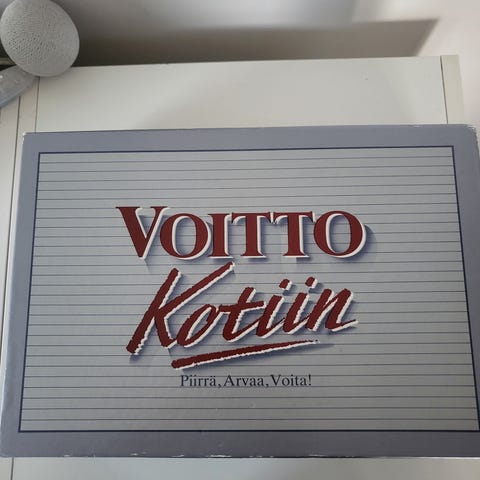 VOITTO
Kotiin
Piirrä, Arvaa, Voita!